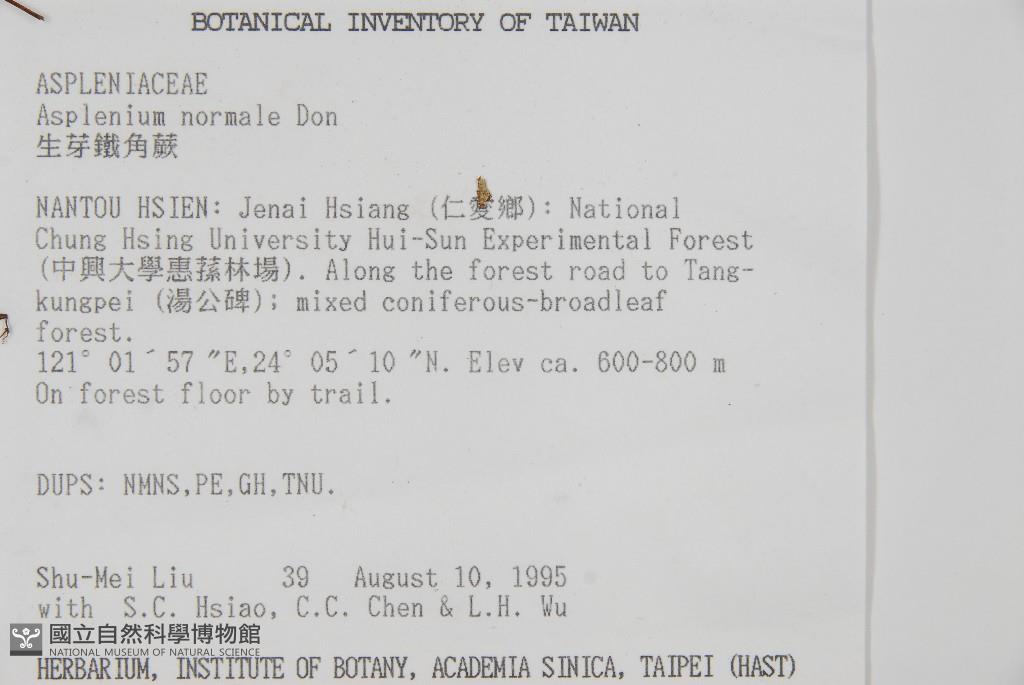 BOTANICAL INVENTORY OF TAIWAN
ASPLENIACEAE
Asplenium normale Don
生芽鐵角蕨
NANTOU HSIEN: Jenai Hsiang (仁愛鄉): National
Chung Hsing University Hui-Sun Experimental Forest
(中興大學惠蓀林場). Along the forest road to Tang-
kungpei (湯公碑); mixed coniferous-broadleaf
forest.
121° 01´57 ″E,24° 05´10 ″N. Elev ca. 600-800 m
On forest floor by trail.
DUPS: NMNS,PE,GH,TNU.
Shu-Mei Liu 39 August 10, 1995
with S.C. Hsiao, C.C. Chen & L.H. Wu
國立自然科學博物館
NATIONAL MUSEUM OF NATURAL SCIENCE
HERBARIUM, INSTITUTE OF BOTANY, ACADEMIA SINICA, TAIPEI (HAST)